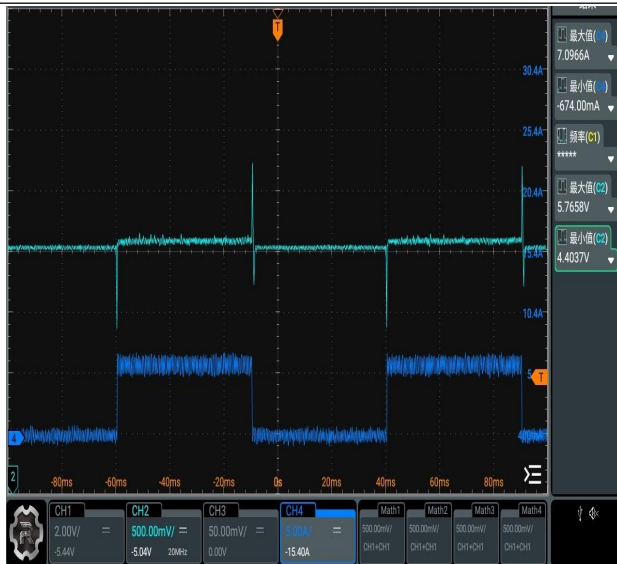 T
30.4A
25.4A
20.4A
15.4A
10.4A
T
4
2
-80ms -60ms -40ms -20ms 0s 20ms 40ms 60ms 80ms
最大值(
7.0966A
最小值(
-674.00mA
频率(C1)
*****
最大值(C2)
5.7658V
最小值(C2)
4.4037V
CH1
2.00V/
-5.44V
CH2
500.00mV/
-5.04V 20MHz
CH3
50.00mV/
0.00V
CH4
5.00A/
-15.40A
Math1
500.00mV/
CH1+CH1
Math2
500.00mV/
CH1+CH1
Math3
500.00mV/
CH1+CH1
Math4
500.00mV/
CH1+CH1